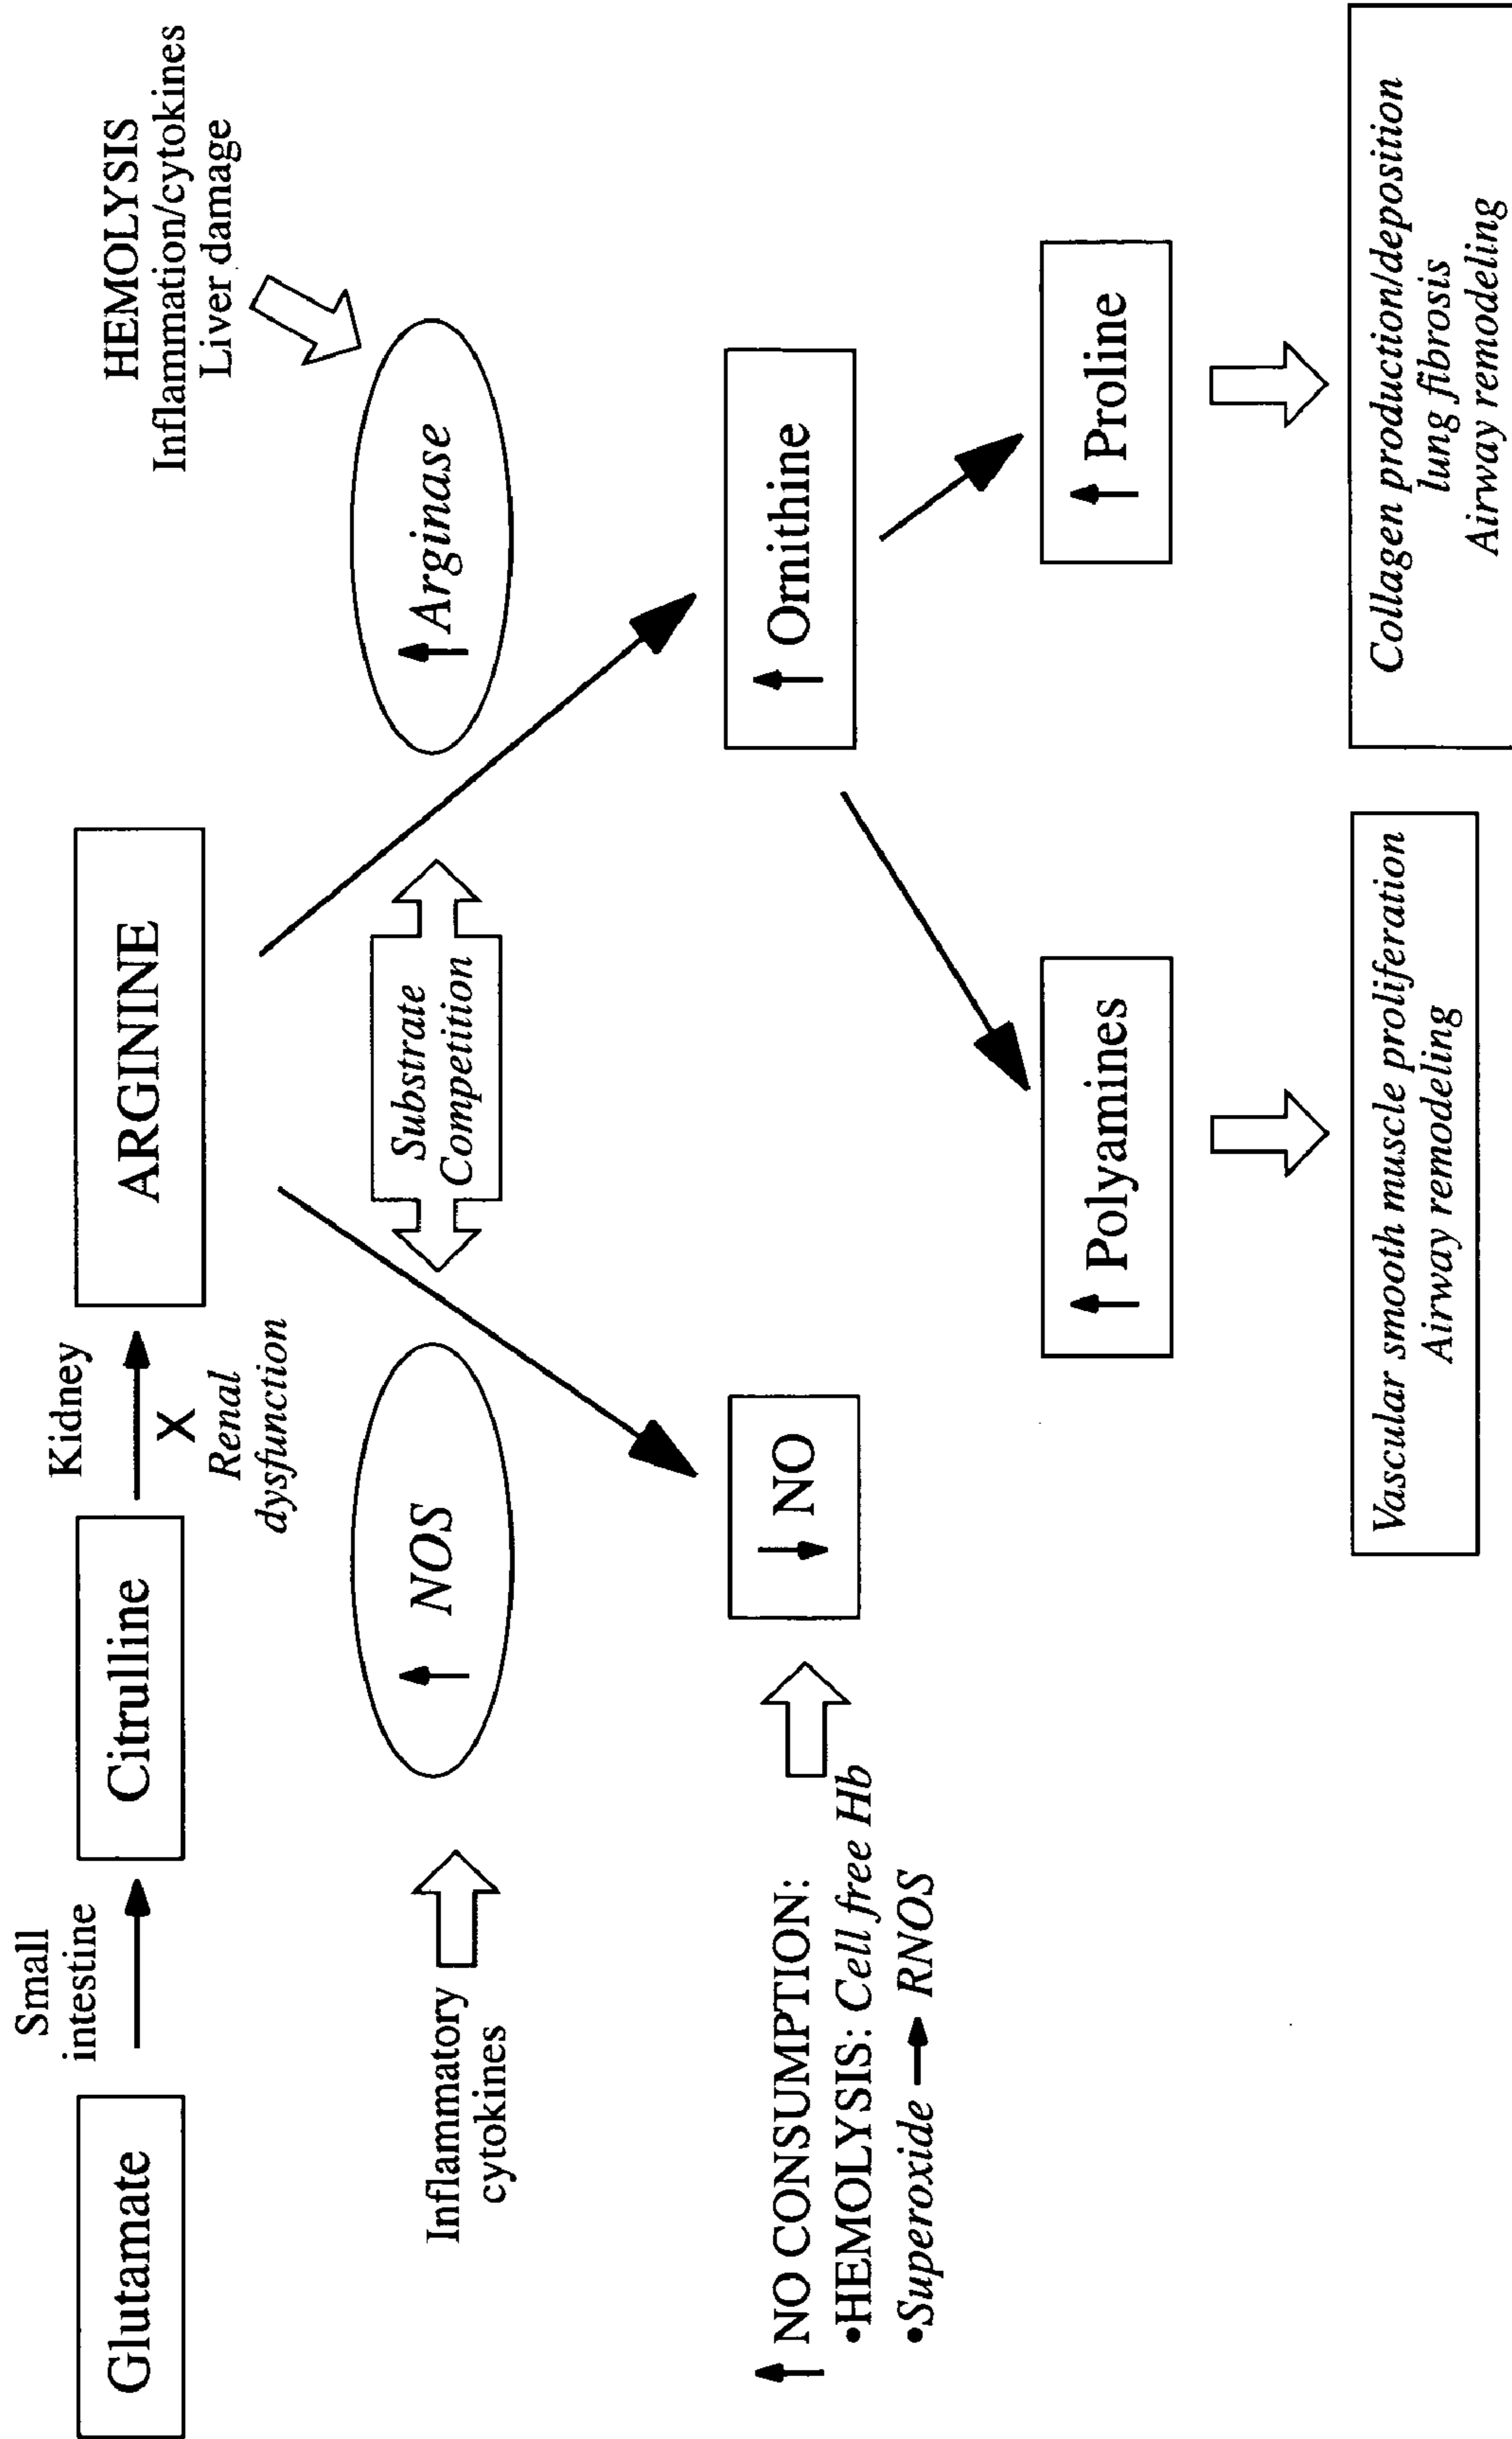 Small
intestine
Kidney
Glutamate
Citrulline
ARGININE
X
Renal
dysfunction
HEMOLYSIS
Inflammation/cytokines
Liver damage
Inflammatory
cytokines
↑ NOS
Substrate
Competition
↑ Arginase
↑ NO CONSUMPTION:
•HEMOLYSIS: Cell free Hb
•Superoxide → RNOS
↓ NO
↑ Ornithine
↑ Polyamines
↑ Proline
Vascular smooth muscle proliferation
Airway remodeling
Collagen production/deposition
lung fibrosis
Airway remodeling